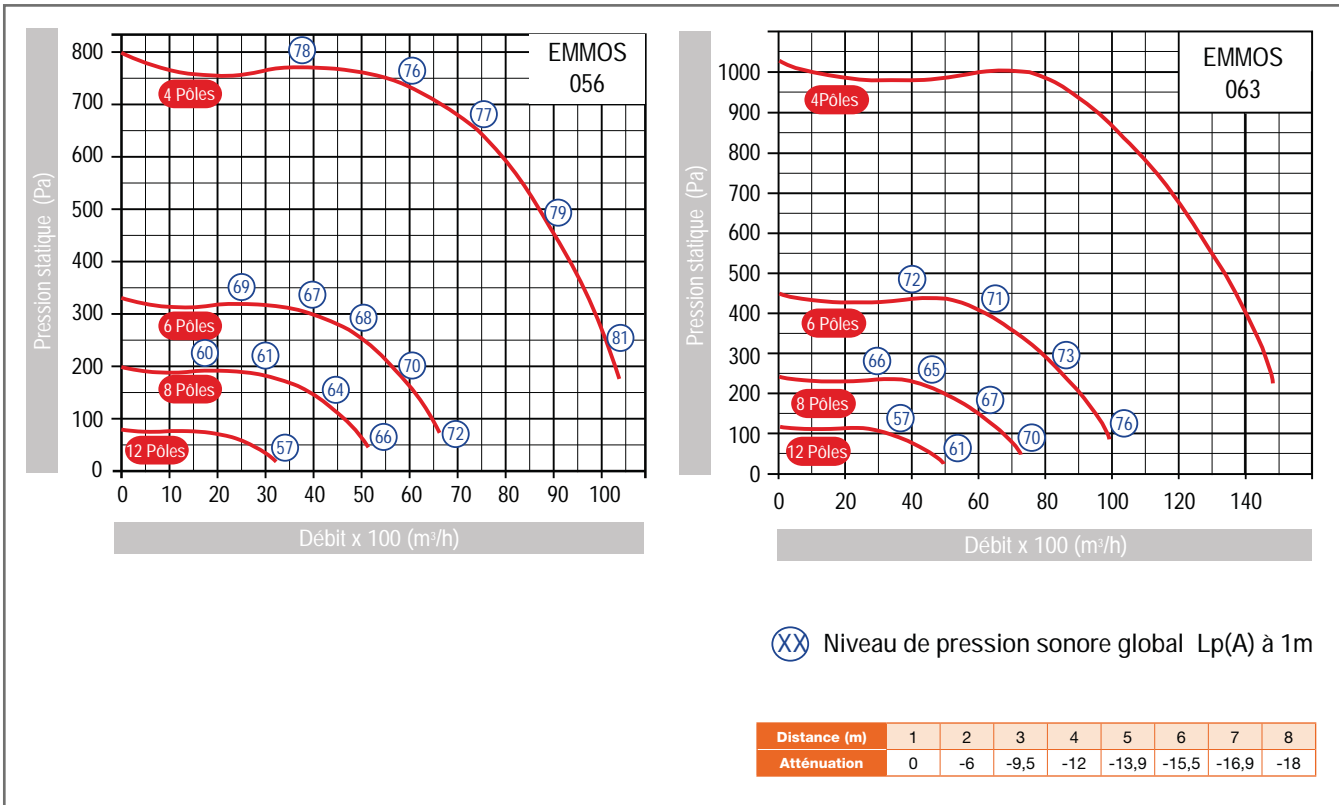 EMMOS
056
Pression statique (Pa)
800
700
600
500
400
300
200
100
0
4 Pôles
6 Pôles
8 Pôles
12 Pôles
78
76
77
79
81
69
67
68
70
72
60
61
64
66
57
0 10 20 30 40 50 60 70 80 90 100
Débit x 100 (m³/h)
EMMOS
063
Pression statique (Pa)
1000
900
800
700
600
500
400
300
200
100
0
4Pôles
6 Pôles
8 Pôles
12 Pôles
72
71
73
76
66
65
67
70
57
61
0 20 40 60 80 100 120 140
Débit x 100 (m³/h)
XX Niveau de pression sonore global Lp(A) à 1m
Distance (m) 1 2 3 4 5 6 7 8
Atténuation 0 -6 -9,5 -12 -13,9 -15,5 -16,9 -18